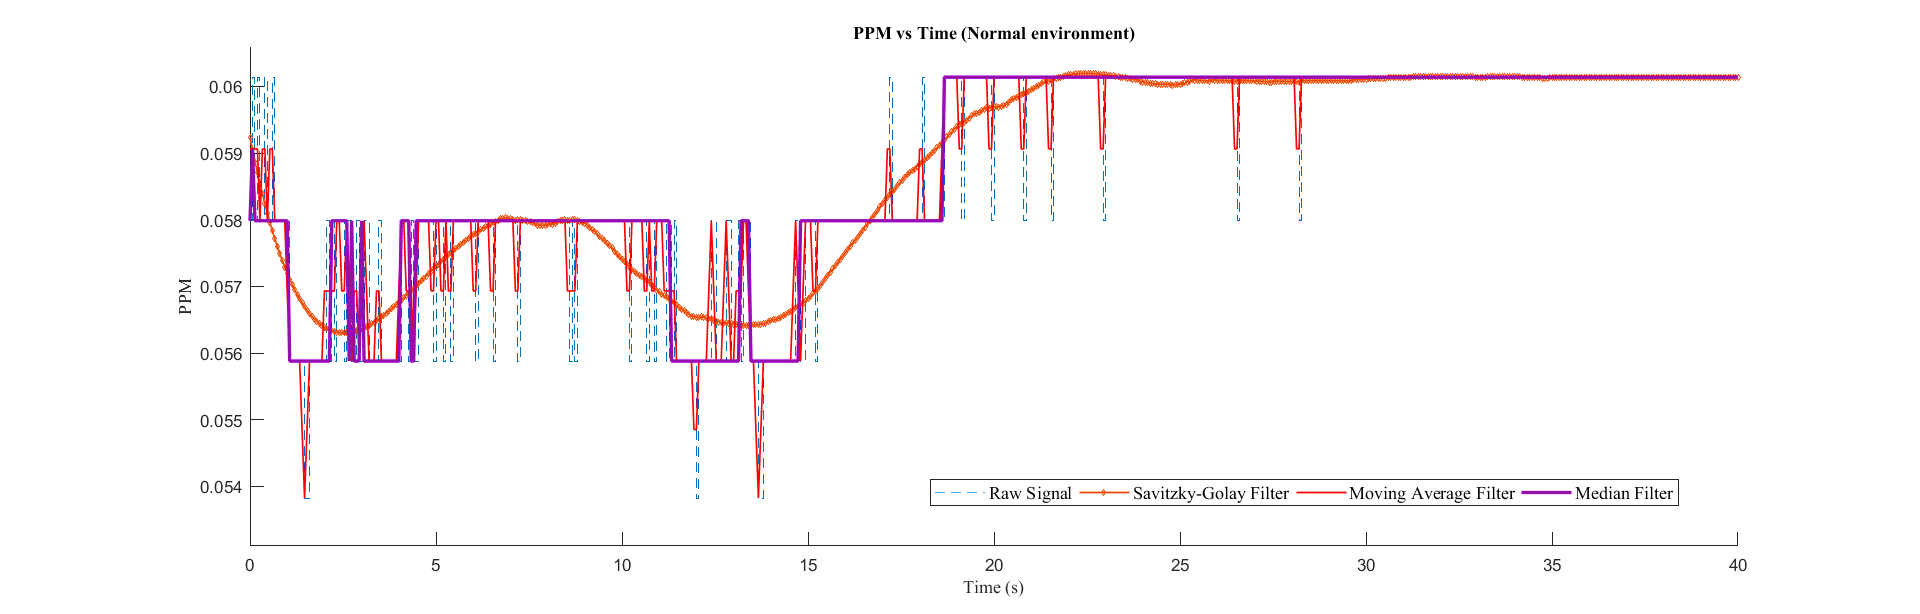 PPM vs Time (Normal environment)
0.06
0.059
0.058
0.057
0.056
0.055
0.054
PPM
Raw Signal Savitzky-Golay Filter Moving Average Filter Median Filter
0 5 10 15 20 25 30 35 40
Time (s)